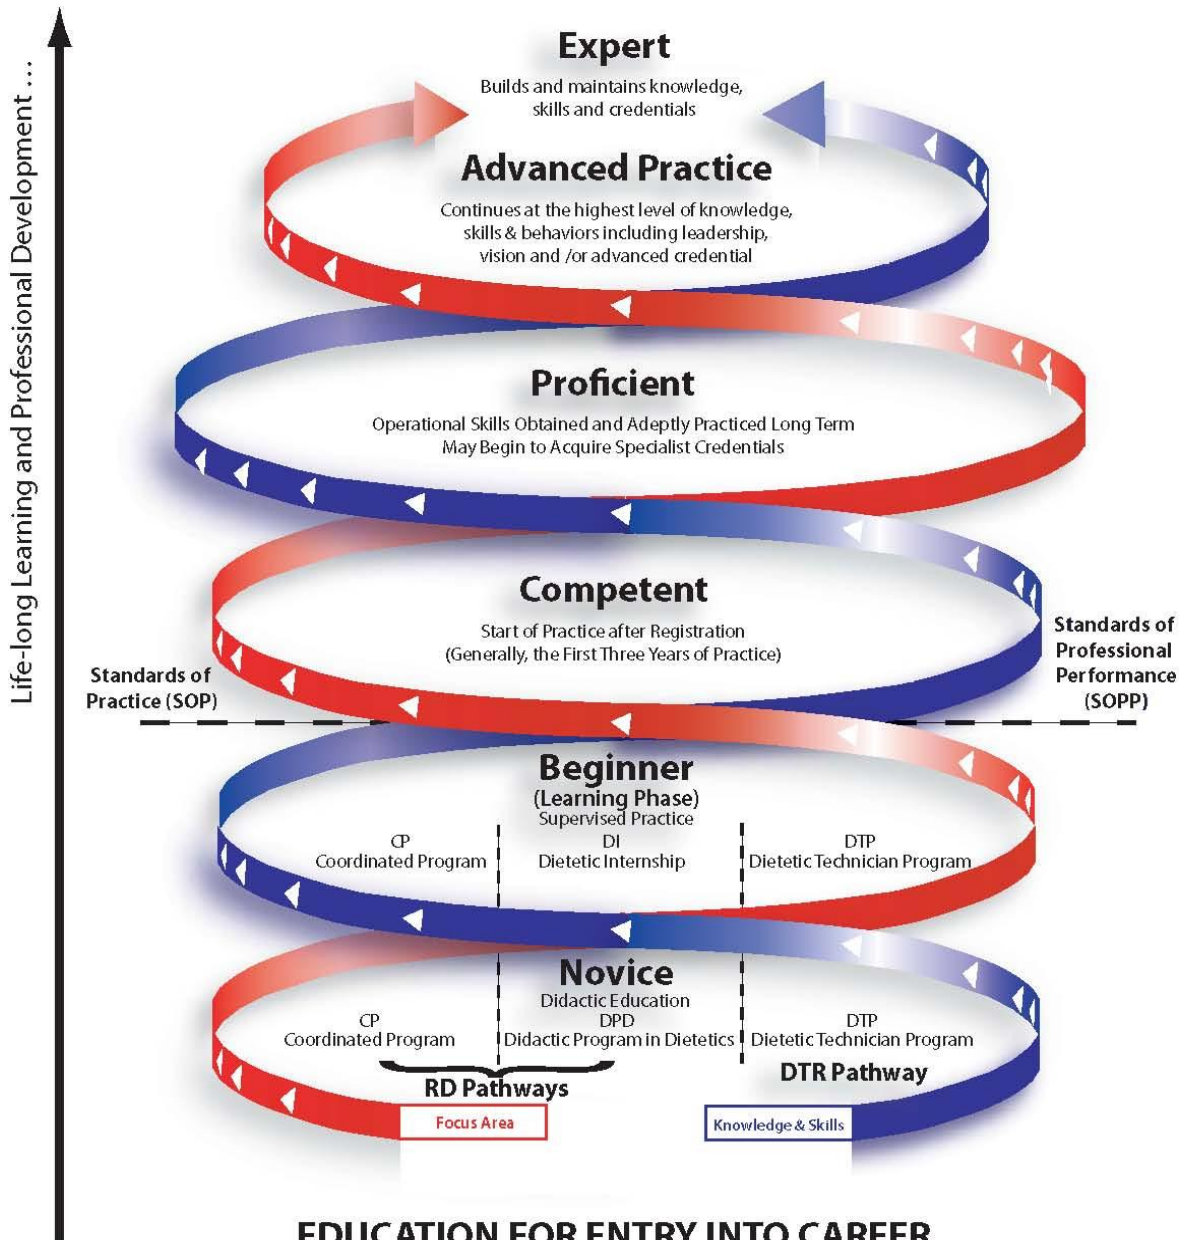 Life-long Learning and Professional Development ...
Expert
Builds and maintains knowledge,
skills and credentials
Advanced Practice
Continues at the highest level of knowledge,
skills & behaviors including leadership,
vision and /or advanced credential
Proficient
Operational Skills Obtained and Adeptly Practiced Long Term
May Begin to Acquire Specialist Credentials
Competent
Start of Practice after Registration
(Generally, the First Three Years of Practice)
Standards of
Practice (SOP)
Standards of
Professional
Performance
(SOPP)
Beginner
(Learning Phase)
Supervised Practice
CP
Coordinated Program
DI
Dietetic Internship
DTP
Dietetic Technician Program
Novice
Didactic Education
CP
Coordinated Program
DPD
Didactic Program in Dietetics
DTP
Dietetic Technician Program
RD Pathways
DTR Pathway
Focus Area
Knowledge & Skills
EDUCATION FOR ENTRY INTO CAREER